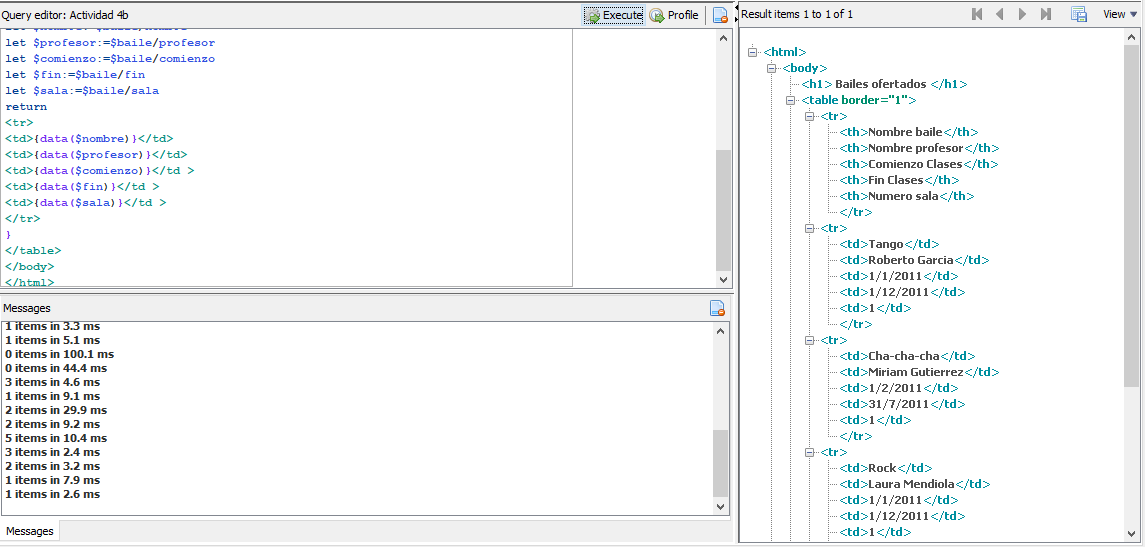 Query editor: Actividad 4b
Execute
Profile
let $profesor:=$baile/profesor
let $comienzo:=$baile/comienzo
let $fin:=$baile/fin
let $sala:=$baile/sala
return
<tr>
<td>{data($nombre)}</td>
<td>{data($profesor)}</td>
<td>{data($comienzo)}</td >
<td>{data($fin)}</td >
<td>{data($sala)}</td >
</tr>
}
</table>
</body>
</html>
Messages
1 items in 3.3 ms
1 items in 5.1 ms
0 items in 100.1 ms
0 items in 44.4 ms
3 items in 4.6 ms
1 items in 9.1 ms
2 items in 29.9 ms
2 items in 9.2 ms
5 items in 10.4 ms
3 items in 2.4 ms
2 items in 3.2 ms
1 items in 7.9 ms
1 items in 2.6 ms
Messages
Result items 1 to 1 of 1
View
<html>
<body>
<h1> Bailes ofertados </h1>
<table border="1">
<tr>
<th>Nombre baile</th>
<th>Nombre profesor</th>
<th>Comienzo Clases</th>
<th>Fin Clases</th>
<th>Numero sala</th>
</tr>
<tr>
<td>Tango</td>
<td>Roberto Garcia</td>
<td>1/1/2011</td>
<td>1/12/2011</td>
<td>1</td>
</tr>
<tr>
<td>Cha-cha-cha</td>
<td>Miriam Gutierrez</td>
<td>1/2/2011</td>
<td>31/7/2011</td>
<td>1</td>
</tr>
<tr>
<td>Rock</td>
<td>Laura Mendiola</td>
<td>1/1/2011</td>
<td>1/12/2011</td>
<td>1</td>